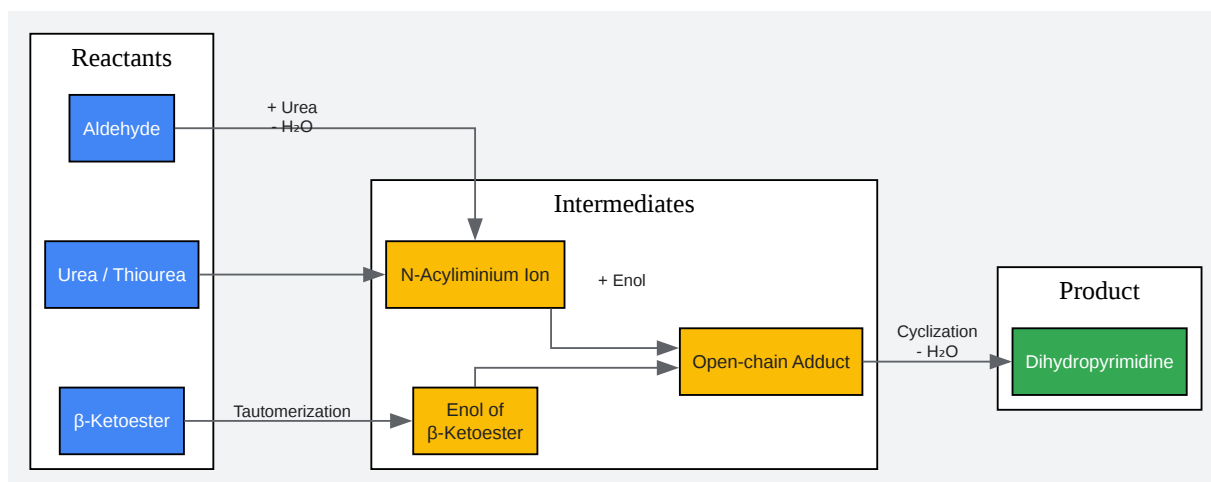 Reactants
Aldehyde
+ Urea
- H₂O
Intermediates
Urea / Thiourea
N-Acyliminium Ion
+ Enol
Product
Cyclization
- H₂O
Open-chain Adduct
Dihydropyrimidine
β-Ketoester
Tautomerization
Enol of
β-Ketoester